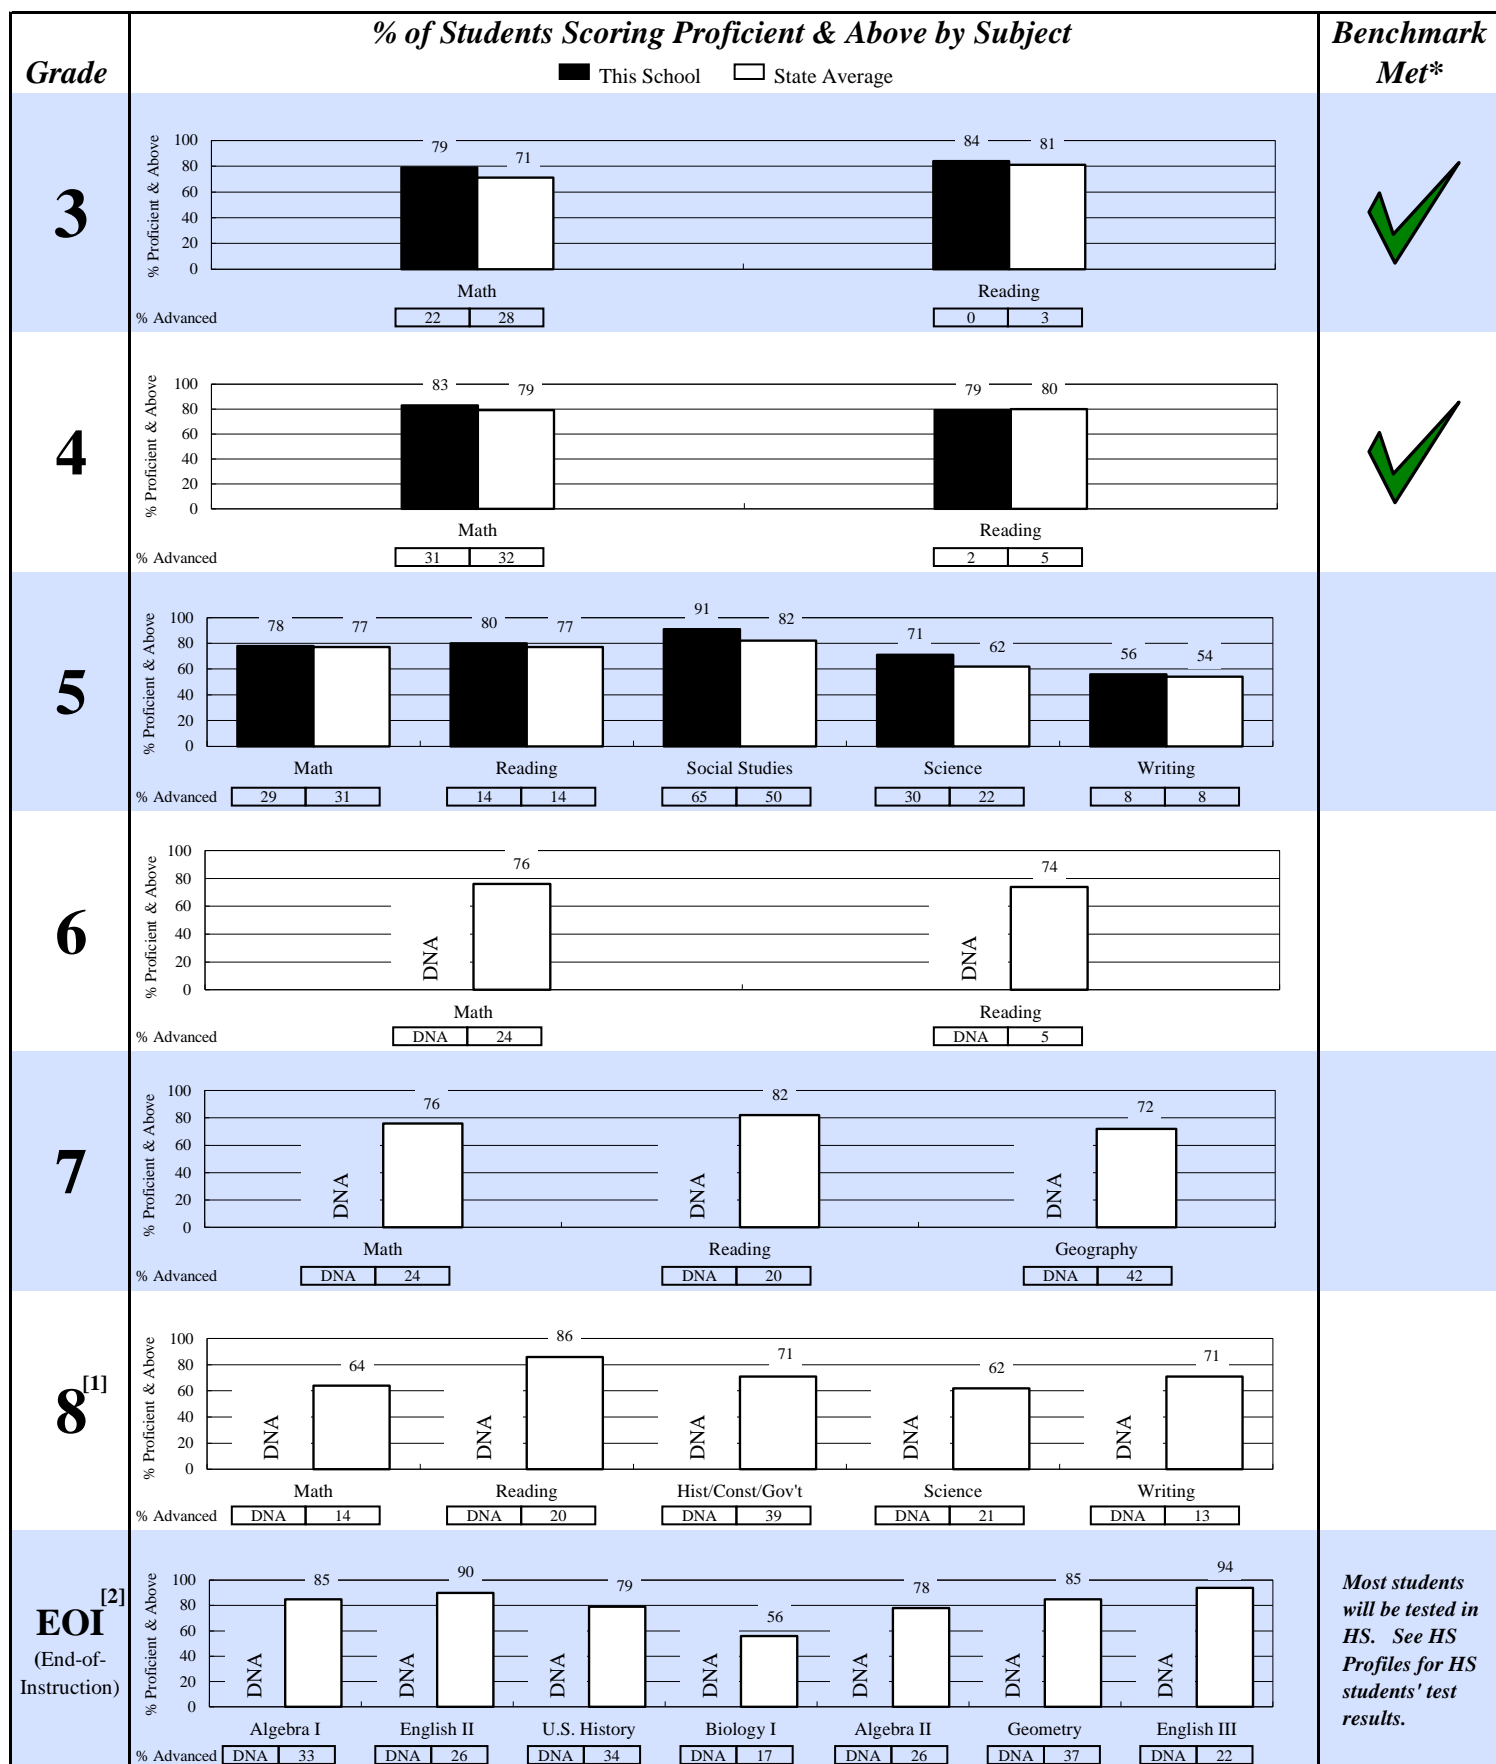 Grade
% of Students Scoring Proficient & Above by Subject
This School State Average
Benchmark
Met*
3
% Proficient & Above
100
80
60
40
20
0
79 71 84 81
Math Reading
% Advanced 22 28 0 3
4
% Proficient & Above
100
80
60
40
20
0
83 79 79 80
Math Reading
% Advanced 31 32 2 5
5
% Proficient & Above
100
80
60
40
20
0
78 77 80 77 91 82 71 62 56 54
Math Reading Social Studies Science Writing
% Advanced 29 31 14 14 65 50 30 22 8 8
6
% Proficient & Above
100
80
60
40
20
0
DNA 76 DNA 74
Math Reading
% Advanced DNA 24 DNA 5
7
% Proficient & Above
100
80
60
40
20
0
DNA 76 DNA 82 DNA 72
Math Reading Geography
% Advanced DNA 24 DNA 20 DNA 42
8[1]
% Proficient & Above
100
80
60
40
20
0
DNA 64 DNA 86 DNA 71 DNA 62 DNA 71
Math Reading Hist/Const/Gov't Science Writing
% Advanced DNA 14 DNA 20 DNA 39 DNA 21 DNA 13
EOI[2]
(End-of-
Instruction)
% Proficient & Above
100
80
60
40
20
0
DNA 85 DNA 90 DNA 79 DNA 56 DNA 78 DNA 85 DNA 94
Algebra I English II U.S. History Biology I Algebra II Geometry English III
% Advanced DNA 33 DNA 26 DNA 34 DNA 17 DNA 26 DNA 37 DNA 22
Most students
will be tested in
HS. See HS
Profiles for HS
students' test
results.